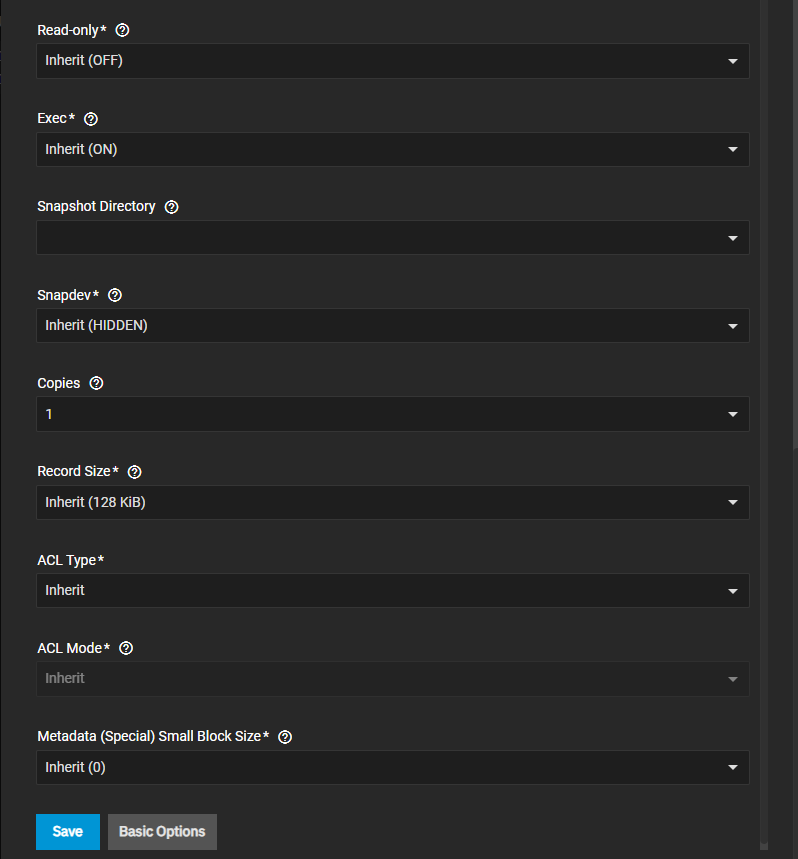 Read-only*
Inherit (OFF)
Exec*
Inherit (ON)
Snapshot Directory
Snapdev*
Inherit (HIDDEN)
Copies
1
Record Size*
Inherit (128 KiB)
ACL Type*
Inherit
ACL Mode*
Inherit
Metadata (Special) Small Block Size*
Inherit (0)
Save Basic Options